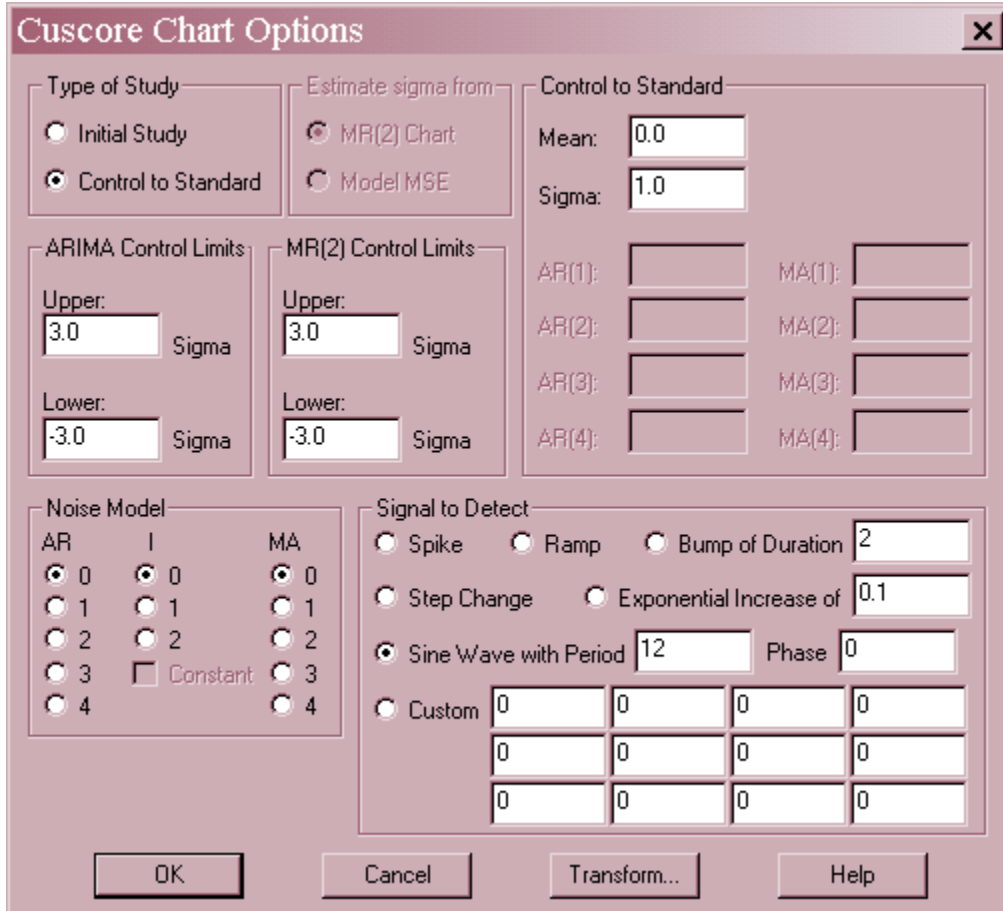 Cuscore Chart Options
Type of Study
Initial Study
Control to Standard
Estimate sigma from
MR(2) Chart
Model MSE
Control to Standard
Mean: 0.0
Sigma: 1.0
AR(1): MA(1):
AR(2): MA(2):
AR(3): MA(3):
AR(4): MA(4):
ARIMA Control Limits
Upper:
3.0 Sigma
Lower:
-3.0 Sigma
MR(2) Control Limits
Upper:
3.0 Sigma
Lower:
-3.0 Sigma
Noise Model
AR I MA
0 0 0
1 1 1
2 2 2
3 Constant 3
4 4
Signal to Detect
Spike Ramp Bump of Duration 2
Step Change Exponential Increase of 0.1
Sine Wave with Period 12 Phase 0
Custom 0 0 0 0
0 0 0 0
0 0 0 0
OK Cancel Transform... Help